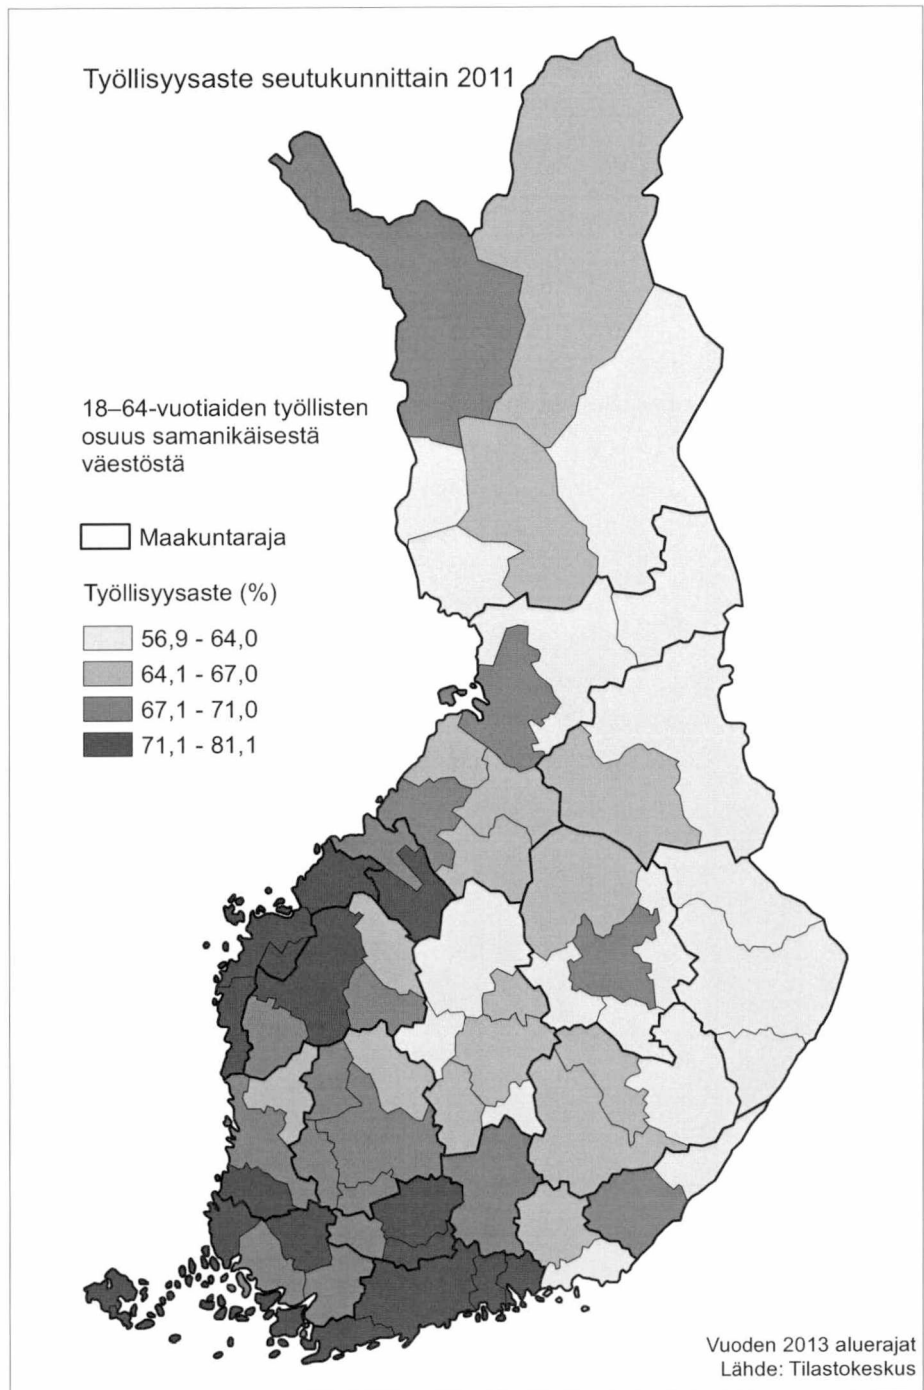 Työllisyysaste seutukunnittain 2011
18–64-vuotiaiden työllisten
osuus samanikäisestä
väestöstä
Maakuntaraja
Työllisyysaste (%)
56,9 - 64,0
64,1 - 67,0
67,1 - 71,0
71,1 - 81,1
Vuoden 2013 aluerajat
Lähde: Tilastokeskus